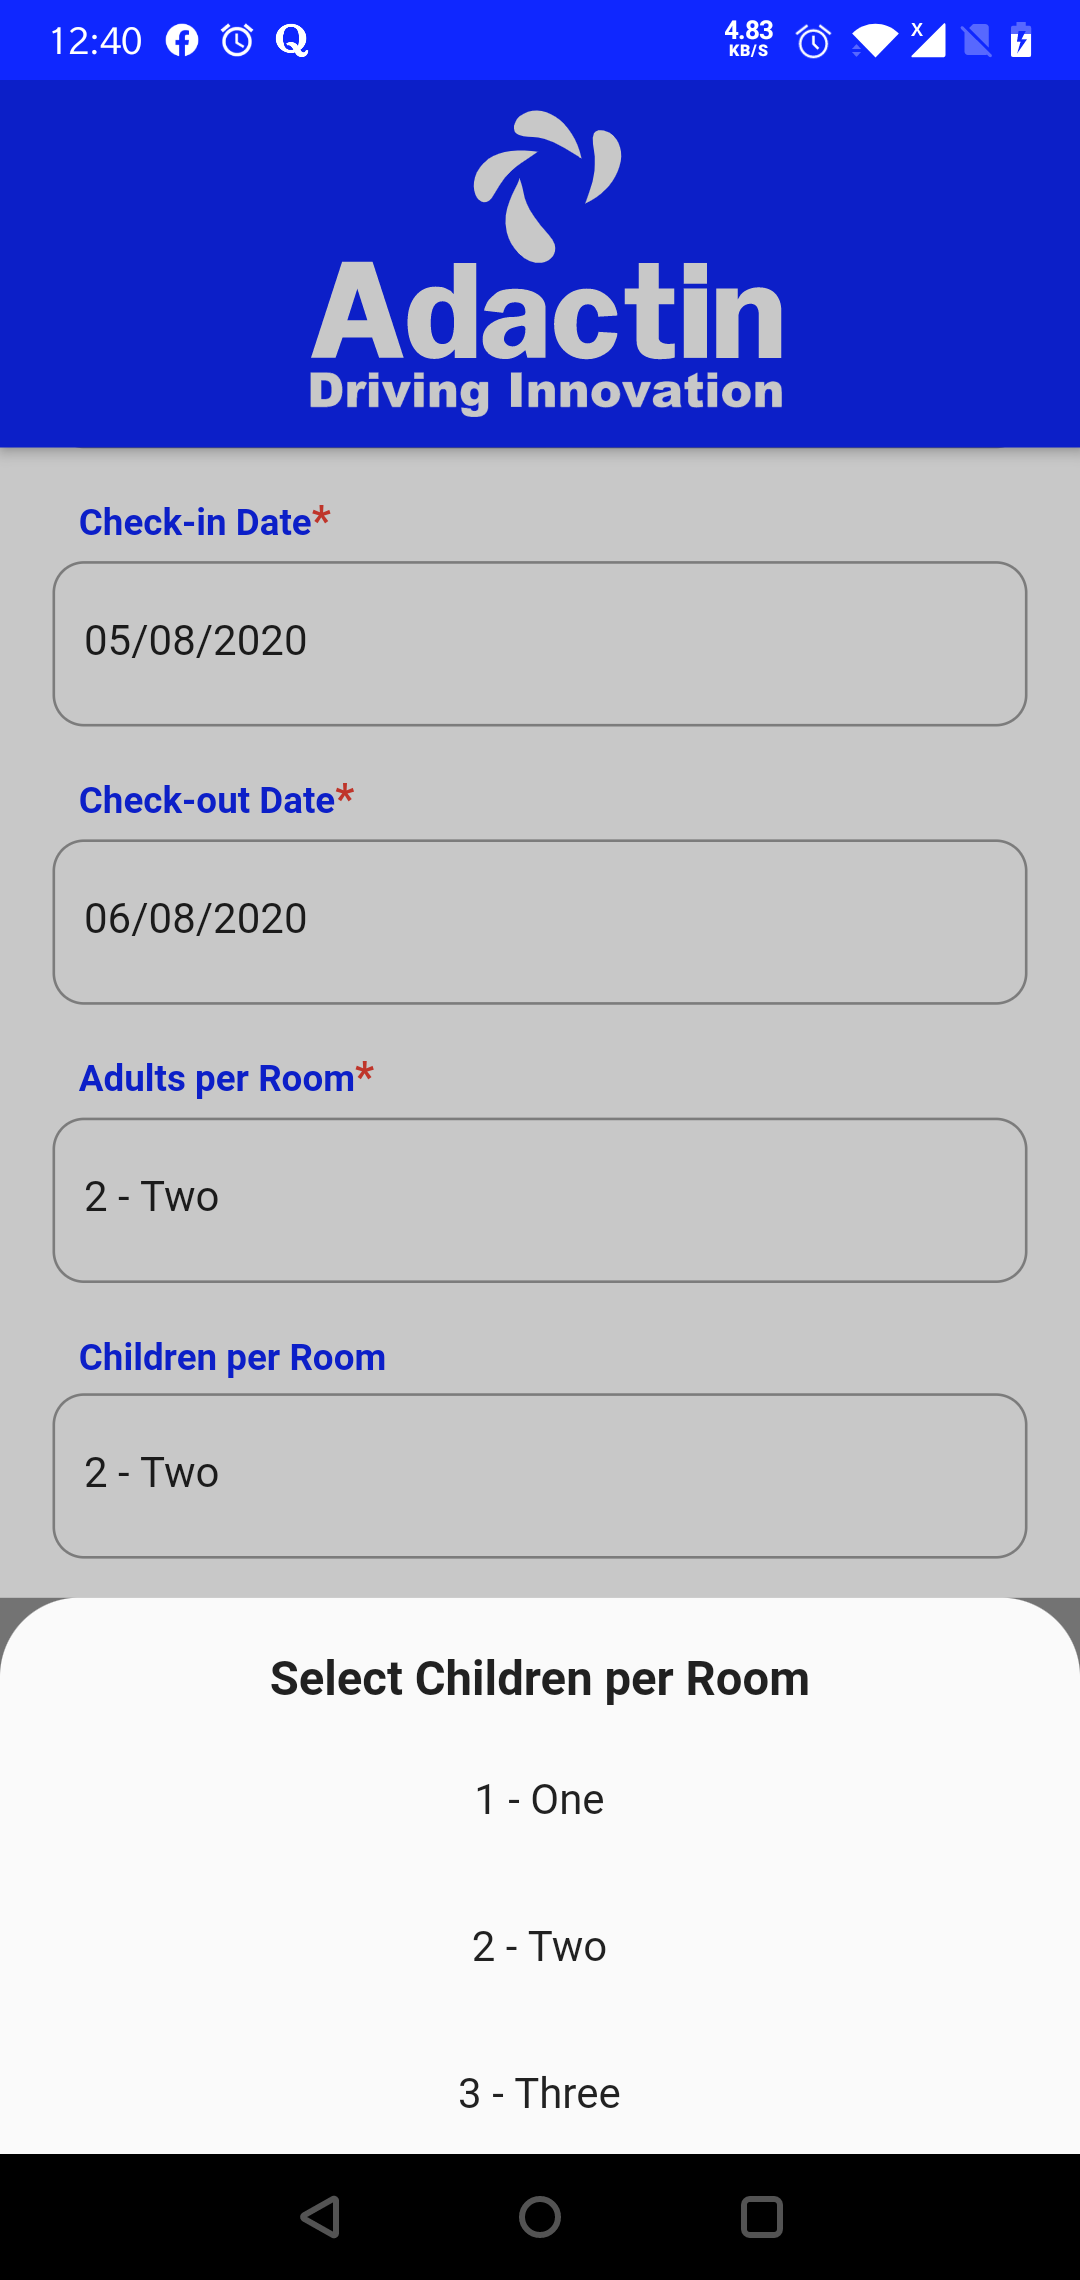 12:40
4.83
KB/S
X
Adactin
Driving Innovation
Check-in Date*
05/08/2020
Check-out Date*
06/08/2020
Adults per Room*
2 - Two
Children per Room
2 - Two
Select Children per Room
1 - One
2 - Two
3 - Three